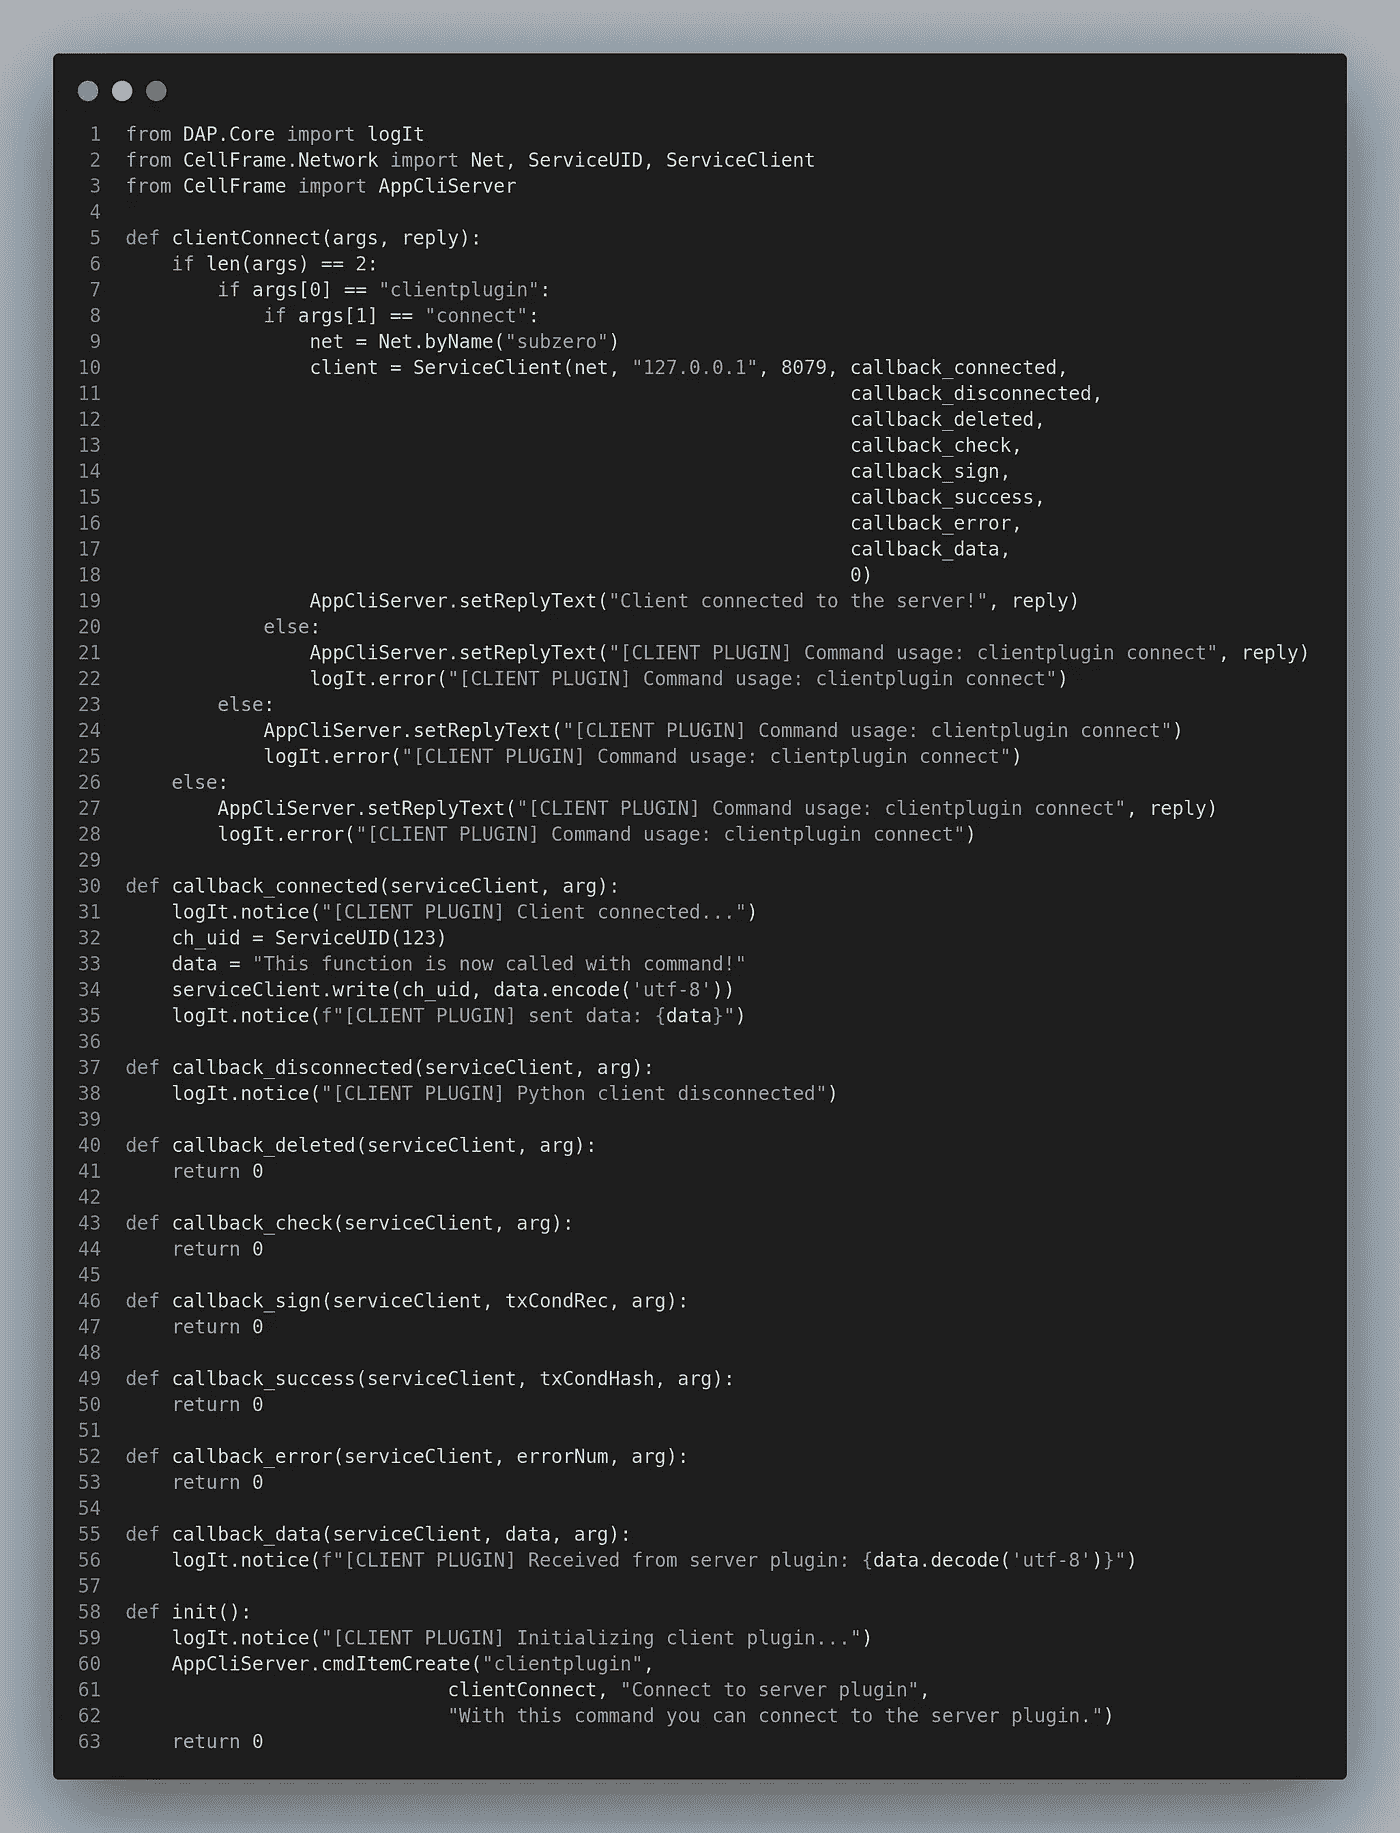 1 from DAP.Core import logIt
2 from CellFrame.Network import Net, ServiceUID, ServiceClient
3 from CellFrame import AppCliServer
4
5 def clientConnect(args, reply):
6     if len(args) == 2:
7         if args[0] == "clientplugin":
8             if args[1] == "connect":
9                 net = Net.byName("subzero")
10                 client = ServiceClient(net, "127.0.0.1", 8079, callback_connected,
11                                                                callback_disconnected,
12                                                                callback_deleted,
13                                                                callback_check,
14                                                                callback_sign,
15                                                                callback_success,
16                                                                callback_error,
17                                                                callback_data,
18                                                                0)
19                 AppCliServer.setReplyText("Client connected to the server!", reply)
20             else:
21                 AppCliServer.setReplyText("[CLIENT PLUGIN] Command usage: clientplugin connect", reply)
22                 logIt.error("[CLIENT PLUGIN] Command usage: clientplugin connect")
23         else:
24             AppCliServer.setReplyText("[CLIENT PLUGIN] Command usage: clientplugin connect")
25             logIt.error("[CLIENT PLUGIN] Command usage: clientplugin connect")
26     else:
27         AppCliServer.setReplyText("[CLIENT PLUGIN] Command usage: clientplugin connect", reply)
28         logIt.error("[CLIENT PLUGIN] Command usage: clientplugin connect")
29
30 def callback_connected(serviceClient, arg):
31     logIt.notice("[CLIENT PLUGIN] Client connected...")
32     ch_uid = ServiceUID(123)
33     data = "This function is now called with command!"
34     serviceClient.write(ch_uid, data.encode('utf-8'))
35     logIt.notice(f"[CLIENT PLUGIN] sent data: {data}")
36
37 def callback_disconnected(serviceClient, arg):
38     logIt.notice("[CLIENT PLUGIN] Python client disconnected")
39
40 def callback_deleted(serviceClient, arg):
41     return 0
42
43 def callback_check(serviceClient, arg):
44     return 0
45
46 def callback_sign(serviceClient, txCondRec, arg):
47     return 0
48
49 def callback_success(serviceClient, txCondHash, arg):
50     return 0
51
52 def callback_error(serviceClient, errorNum, arg):
53     return 0
54
55 def callback_data(serviceClient, data, arg):
56     logIt.notice(f"[CLIENT PLUGIN] Received from server plugin: {data.decode('utf-8')}")
57
58 def init():
59     logIt.notice("[CLIENT PLUGIN] Initializing client plugin...")
60     AppCliServer.cmdItemCreate("clientplugin",
61                             clientConnect, "Connect to server plugin",
62                             "With this command you can connect to the server plugin.")
63     return 0